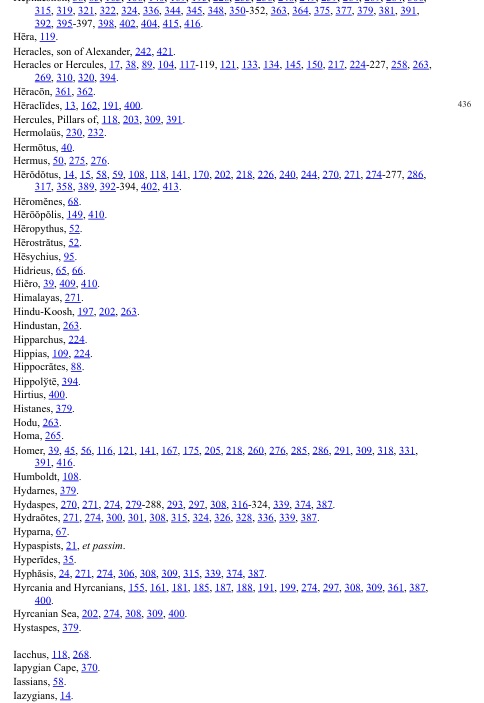 315, 319, 321, 322, 324, 336, 344, 345, 348, 350-352, 363, 364, 375, 377, 379, 381, 391,
392, 395-397, 398, 402, 404, 415, 416.
Hēra, 119.
Heracles, son of Alexander, 242, 421.
Heracles or Hercules, 17, 38, 89, 104, 117-119, 121, 133, 134, 145, 150, 217, 224-227, 258, 263,
269, 310, 320, 394.
Hēracōn, 361, 362.
Hēraclīdes, 13, 162, 191, 400.
436
Hercules, Pillars of, 118, 203, 309, 391.
Hermolaüs, 230, 232.
Hermōtus, 40.
Hermus, 50, 275, 276.
Hērŏdŏtus, 14, 15, 58, 59, 108, 118, 141, 170, 202, 218, 226, 240, 244, 270, 271, 274-277, 286,
317, 358, 389, 392-394, 402, 413.
Hēromēnes, 68.
Hērōöpŏlis, 149, 410.
Hēropythus, 52.
Hērostrātus, 52.
Hēsychius, 95.
Hidrieus, 65, 66.
Hiēro, 39, 409, 410.
Himalayas, 271.
Hindu-Koosh, 197, 202, 263.
Hindustan, 263.
Hipparchus, 224.
Hippias, 109, 224.
Hippocrātes, 88.
Hippolўtē, 394.
Hirtius, 400.
Histanes, 379.
Hodu, 263.
Homa, 265.
Homer, 39, 45, 56, 116, 121, 141, 167, 175, 205, 218, 260, 276, 285, 286, 291, 309, 318, 331,
391, 416.
Humboldt, 108.
Hydarnes, 379.
Hydaspes, 270, 271, 274, 279-288, 293, 297, 308, 316-324, 339, 374, 387.
Hydraōtes, 271, 274, 300, 301, 308, 315, 324, 326, 328, 336, 339, 387.
Hyparna, 67.
Hypaspists, 21, et passim.
Hyperīdes, 35.
Hyphăsis, 24, 271, 274, 306, 308, 309, 315, 339, 374, 387.
Hyrcania and Hyrcanians, 155, 161, 181, 185, 187, 188, 191, 199, 274, 297, 308, 309, 361, 387,
400.
Hyrcanian Sea, 202, 274, 308, 309, 400.
Hystaspes, 379.
Iacchus, 118, 268.
Iapygian Cape, 370.
Iassians, 58.
Iazygians, 14.